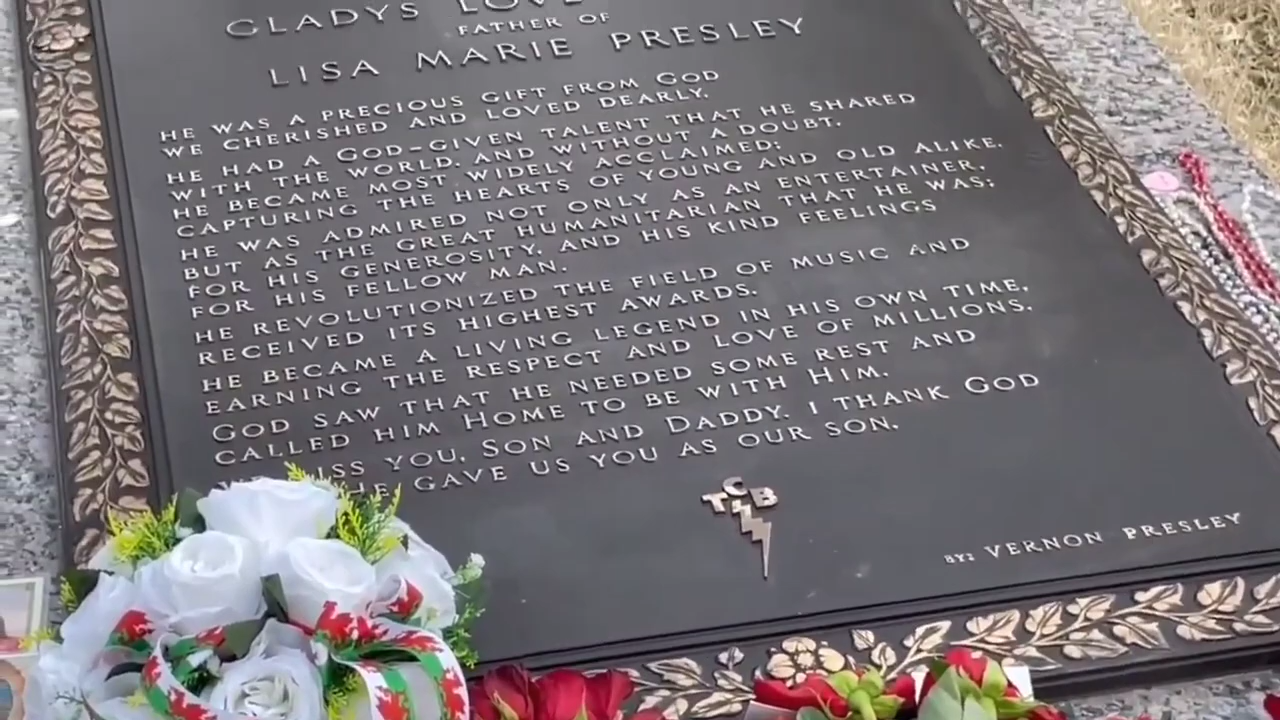 GLADYS LOVE
FATHER OF
LISA MARIE PRESLEY
HE WAS A PRECIOUS GIFT FROM GOD
WE CHERISHED AND LOVED DEARLY.
HE HAD A GOD-GIVEN TALENT THAT HE SHARED
WITH THE WORLD. AND WITHOUT A DOUBT,
HE BECAME MOST WIDELY ACCLAIMED;
CAPTURING THE HEARTS OF YOUNG AND OLD ALIKE.
HE WAS ADMIRED NOT ONLY AS AN ENTERTAINER,
BUT AS THE GREAT HUMANITARIAN THAT HE WAS;
FOR HIS GENEROSITY, AND HIS KIND FEELINGS
FOR HIS FELLOW MAN.
HE REVOLUTIONIZED THE FIELD OF MUSIC AND
RECEIVED ITS HIGHEST AWARDS.
HE BECAME A LIVING LEGEND IN HIS OWN TIME,
EARNING THE RESPECT AND LOVE OF MILLIONS.
GOD SAW THAT HE NEEDED SOME REST AND
CALLED HIM HOME TO BE WITH HIM.
YOU, SON AND DADDY. I THANK GOD
HE GAVE US YOU AS OUR SON.
TCB
BY: VERNON PRESLEY